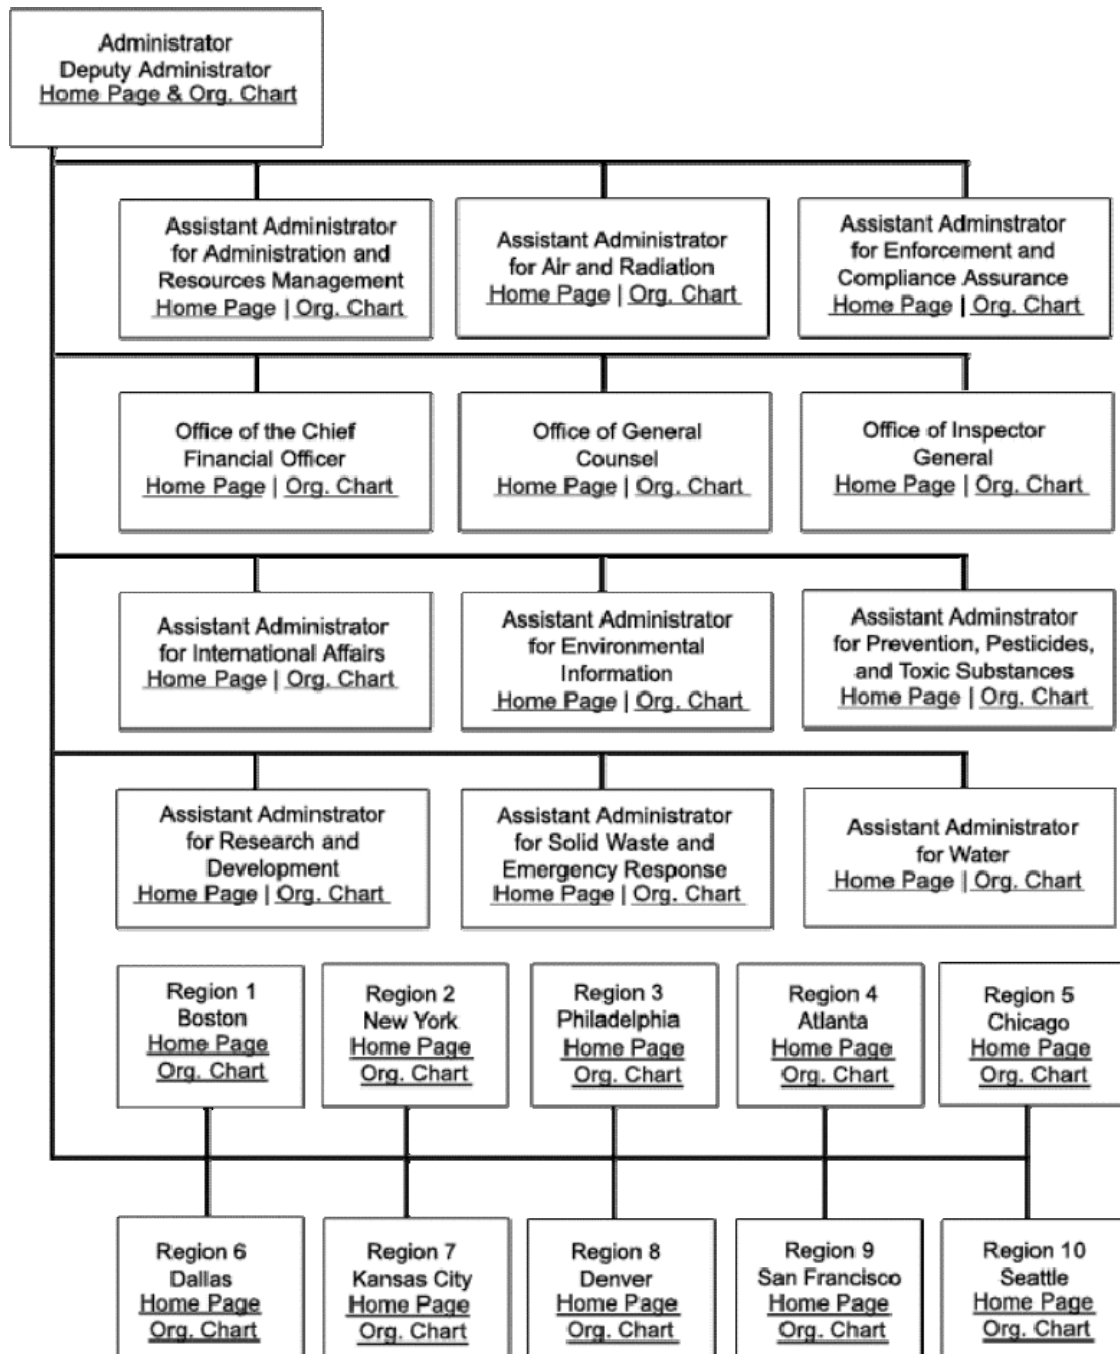 Administrator
Deputy Administrator
Home Page & Org. Chart
Assistant Administrator
for Administration and
Resources Management
Home Page | Org. Chart
Assistant Administrator
for Air and Radiation
Home Page | Org. Chart
Assistant Adminstrator
for Enforcement and
Compliance Assurance
Home Page | Org. Chart
Office of the Chief
Financial Officer
Home Page | Org. Chart
Office of General
Counsel
Home Page | Org. Chart
Office of Inspector
General
Home Page | Org. Chart
Assistant Adminstrator
for International Affairs
Home Page | Org. Chart
Assistant Administrator
for Environmental
Information
Home Page | Org. Chart
Assistant Adminstrator
for Prevention, Pesticides,
and Toxic Substances
Home Page | Org. Chart
Assistant Adminstrator
for Research and
Development
Home Page | Org. Chart
Assistant Administrator
for Solid Waste and
Emergency Response
Home Page | Org. Chart
Assistant Administrator
for Water
Home Page | Org. Chart
Region 1
Boston
Home Page
Org. Chart
Region 2
New York
Home Page
Org. Chart
Region 3
Philadelphia
Home Page
Org. Chart
Region 4
Atlanta
Home Page
Org. Chart
Region 5
Chicago
Home Page
Org. Chart
Region 6
Dallas
Home Page
Org. Chart
Region 7
Kansas City
Home Page
Org. Chart
Region 8
Denver
Home Page
Org. Chart
Region 9
San Francisco
Home Page
Org. Chart
Region 10
Seattle
Home Page
Org. Chart